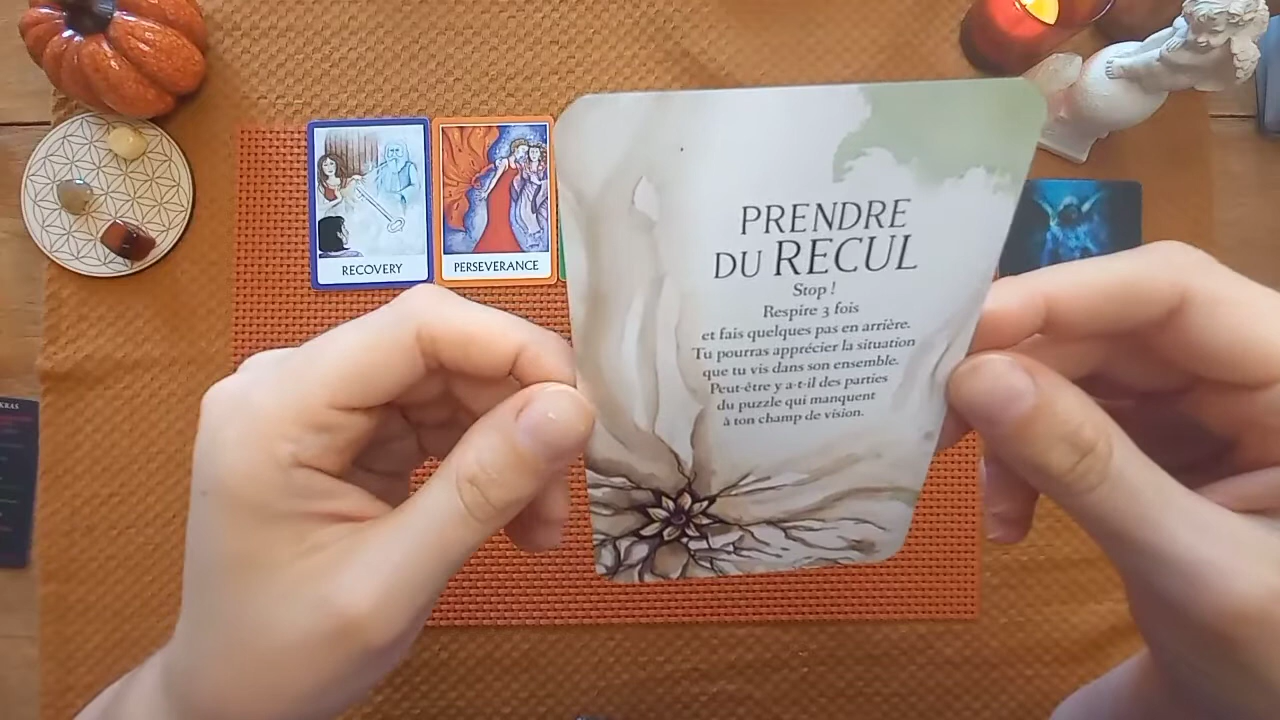 PRENDRE
DU RECUL
Stop !
Respire 3 fois
et fais quelques pas en arrière.
Tu pourras apprécier la situation
que tu vis dans son ensemble.
Peut-être y a-t-il des parties
du puzzle qui manquent
à ton champ de vision.
RECOVERY
PERSEVERANCE
KRAS